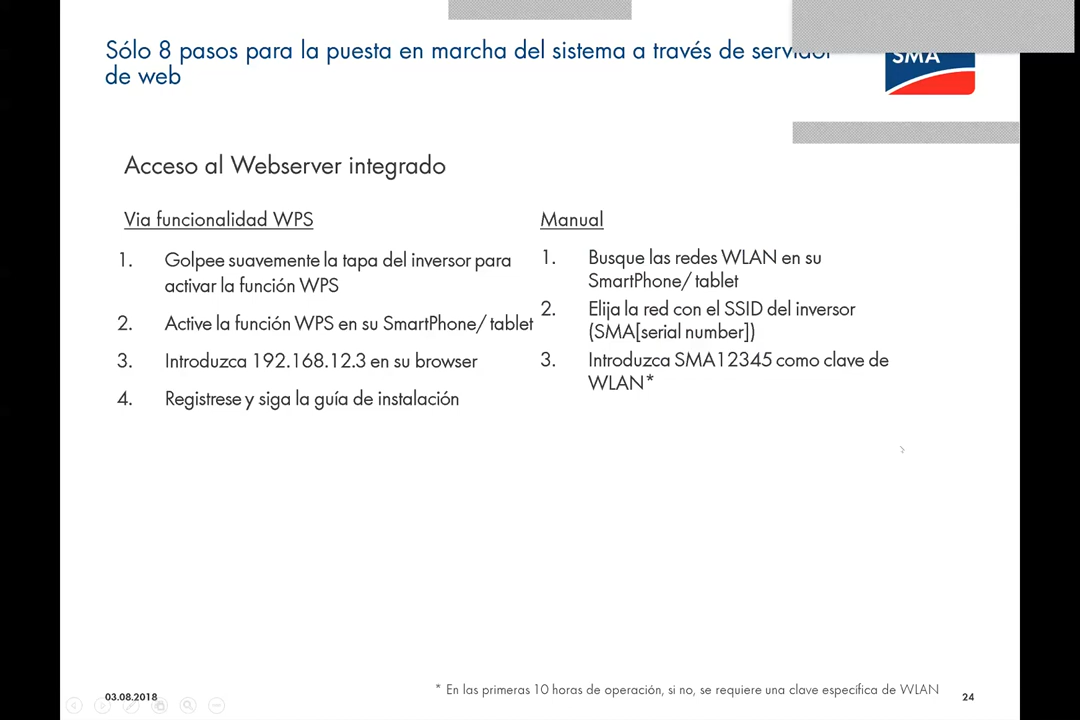 Sólo 8 pasos para la puesta en marcha del sistema a través de servidor
de web
SMA
Acceso al Webserver integrado
Via funcionalidad WPS
1. Golpee suavemente la tapa del inversor para
activar la función WPS
2. Active la función WPS en su SmartPhone/ tablet
3. Introduzca 192.168.12.3 en su browser
4. Registrese y siga la guía de instalación
Manual
1. Busque las redes WLAN en su
SmartPhone/ tablet
2. Elija la red con el SSID del inversor
(SMA[serial number])
3. Introduzca SMA12345 como clave de
WLAN*
03.08.2018
* En las primeras 10 horas de operación, si no, se requiere una clave específica de WLAN
24